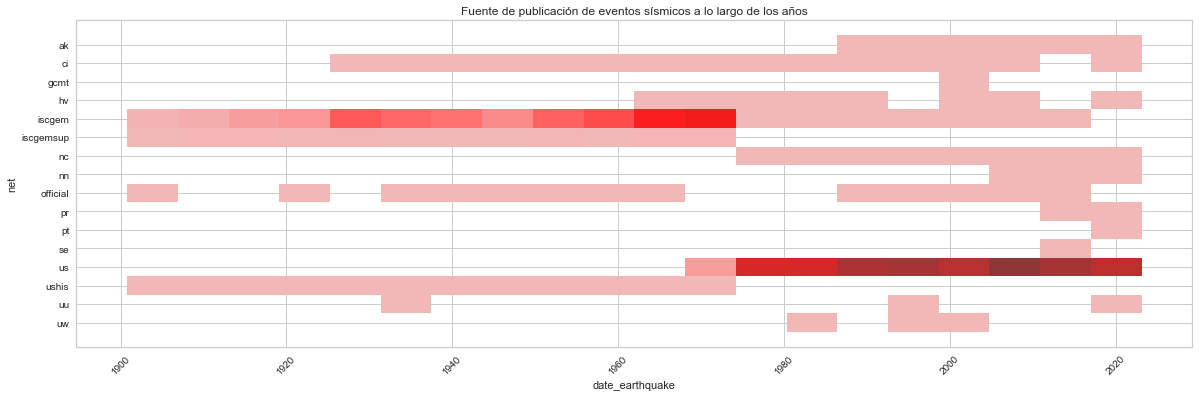 Fuente de publicación de eventos sísmicos a lo largo de los años
ak
ci
gcmt
hv
iscgem
iscgemsup
nc
nn
official
pr
pt
se
us
ushis
uu
uw
net
1900
1920
1940
1960
1980
2000
2020
date_earthquake